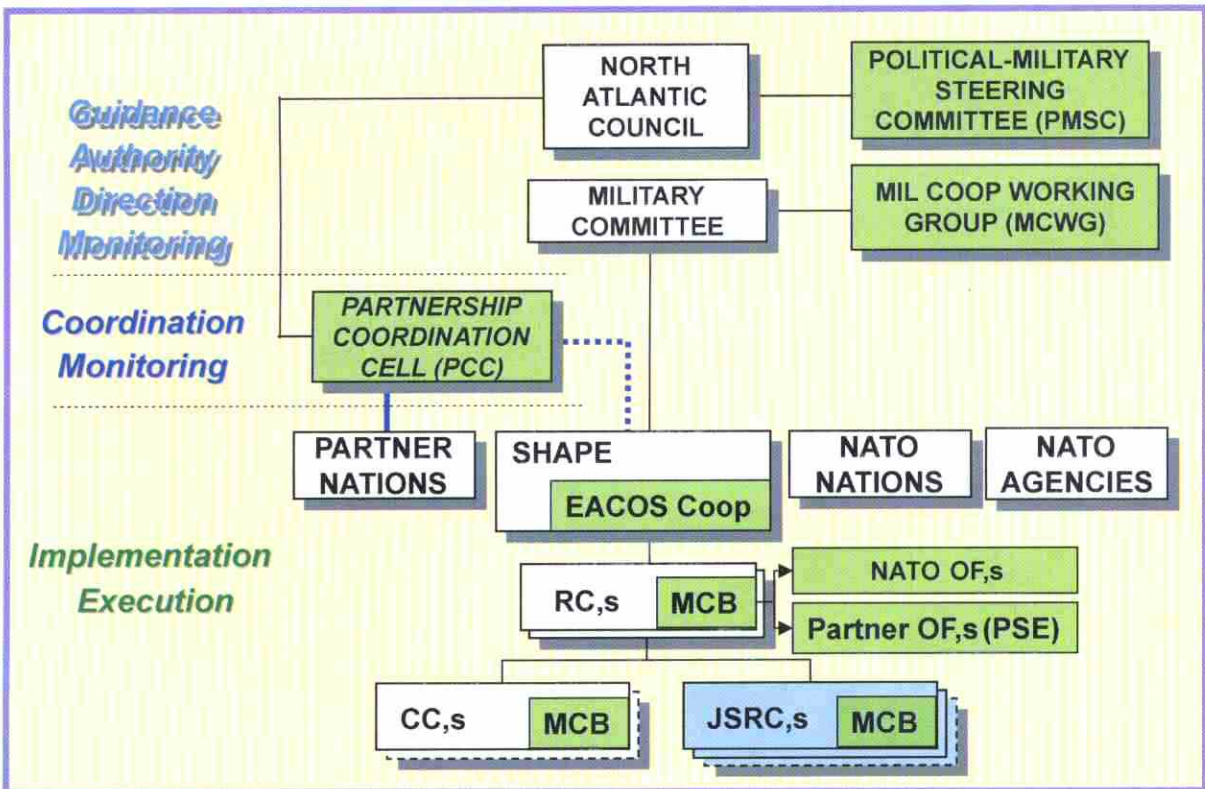 Guidance
Authority
Direction
Monitoring
NORTH
ATLANTIC
COUNCIL
POLITICAL-MILITARY
STEERING
COMMITTEE (PMSC)
MILITARY
COMMITTEE
MIL COOP WORKING
GROUP (MCWG)
Coordination
Monitoring
PARTNERSHIP
COORDINATION
CELL (PCC)
PARTNER
NATIONS
SHAPE
EACOS Coop
NATO
NATIONS
NATO
AGENCIES
Implementation
Execution
RC,s
MCB
NATO OF,s
Partner OF,s (PSE)
CC,s
MCB
JSRC,s
MCB